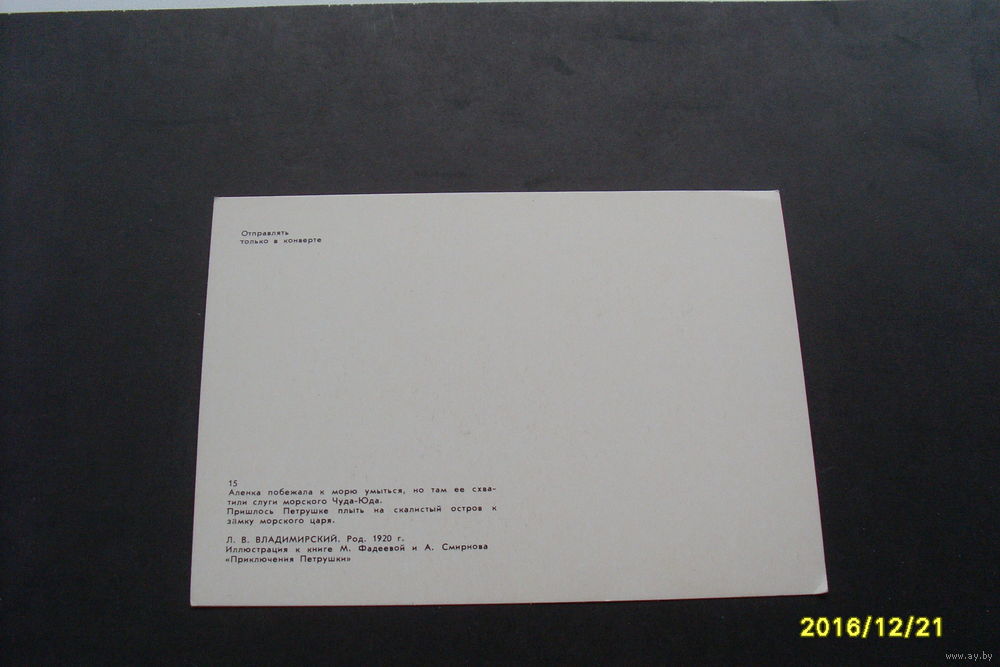 Отправлять
только в конверте
15
Аленка побежала к морю умыться, но там ее схва-
тили слуги морского Чуда-Юда.
Пришлось Петрушке плыть на скалистый остров к
замку морского царя.
Л. В. ВЛАДИМИРСКИЙ. Род. 1920 г.
Иллюстрация к книге М. Фадеевой и А. Смирнова
«Приключения Петрушки»
2016/12/21
www.ay.by